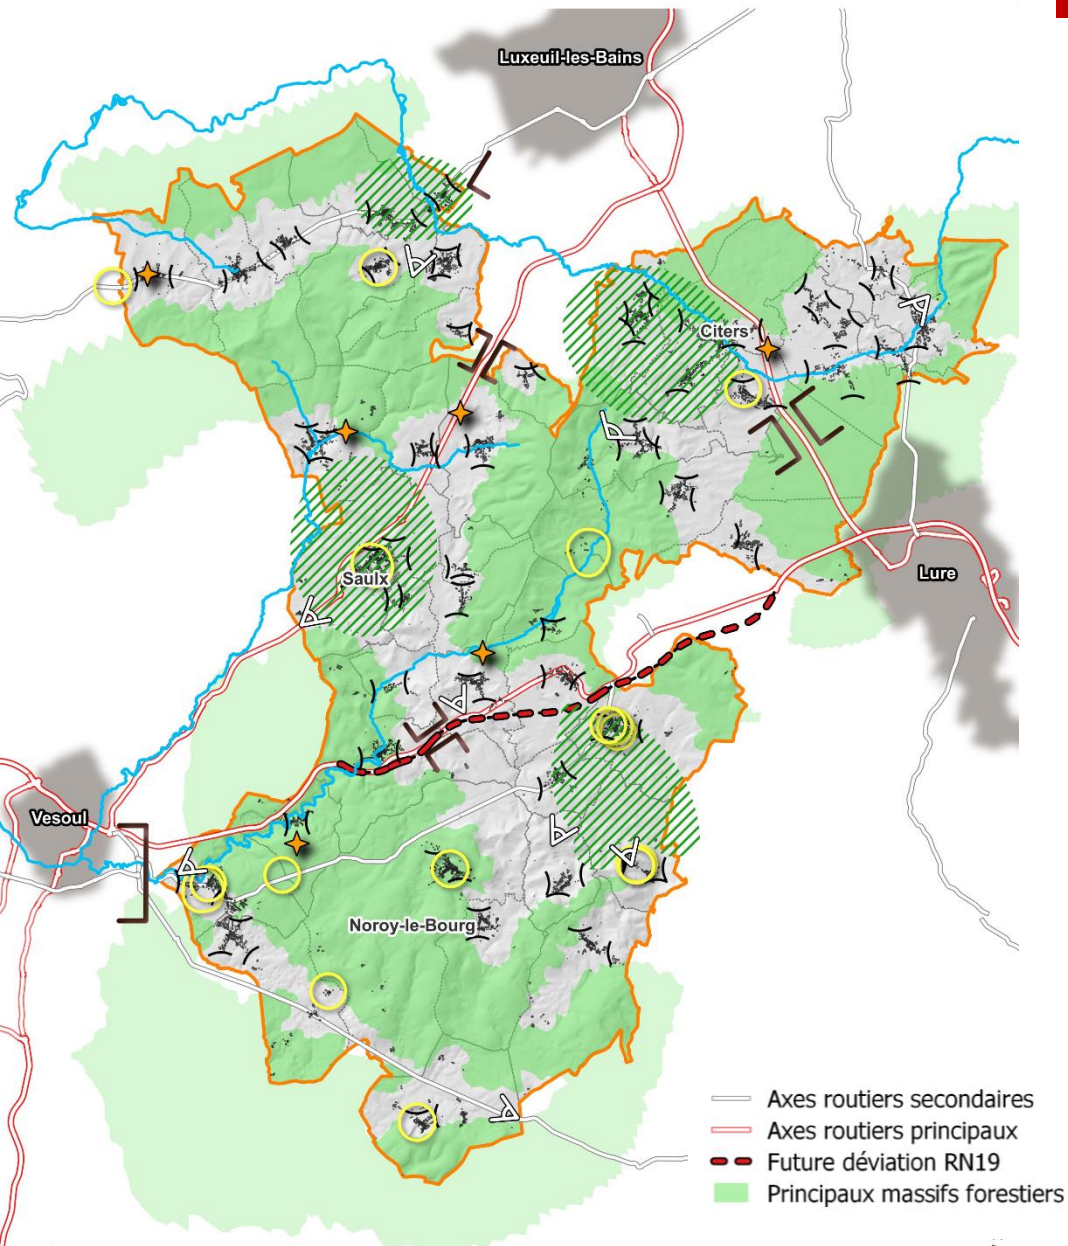 Luxeuil-les-Bains
Citers
Lure
Saulx
Vesoul
Noroy-le-Bourg
Axes routiers secondaires
Axes routiers principaux
Future déviation RN19
Principaux massifs forestiers